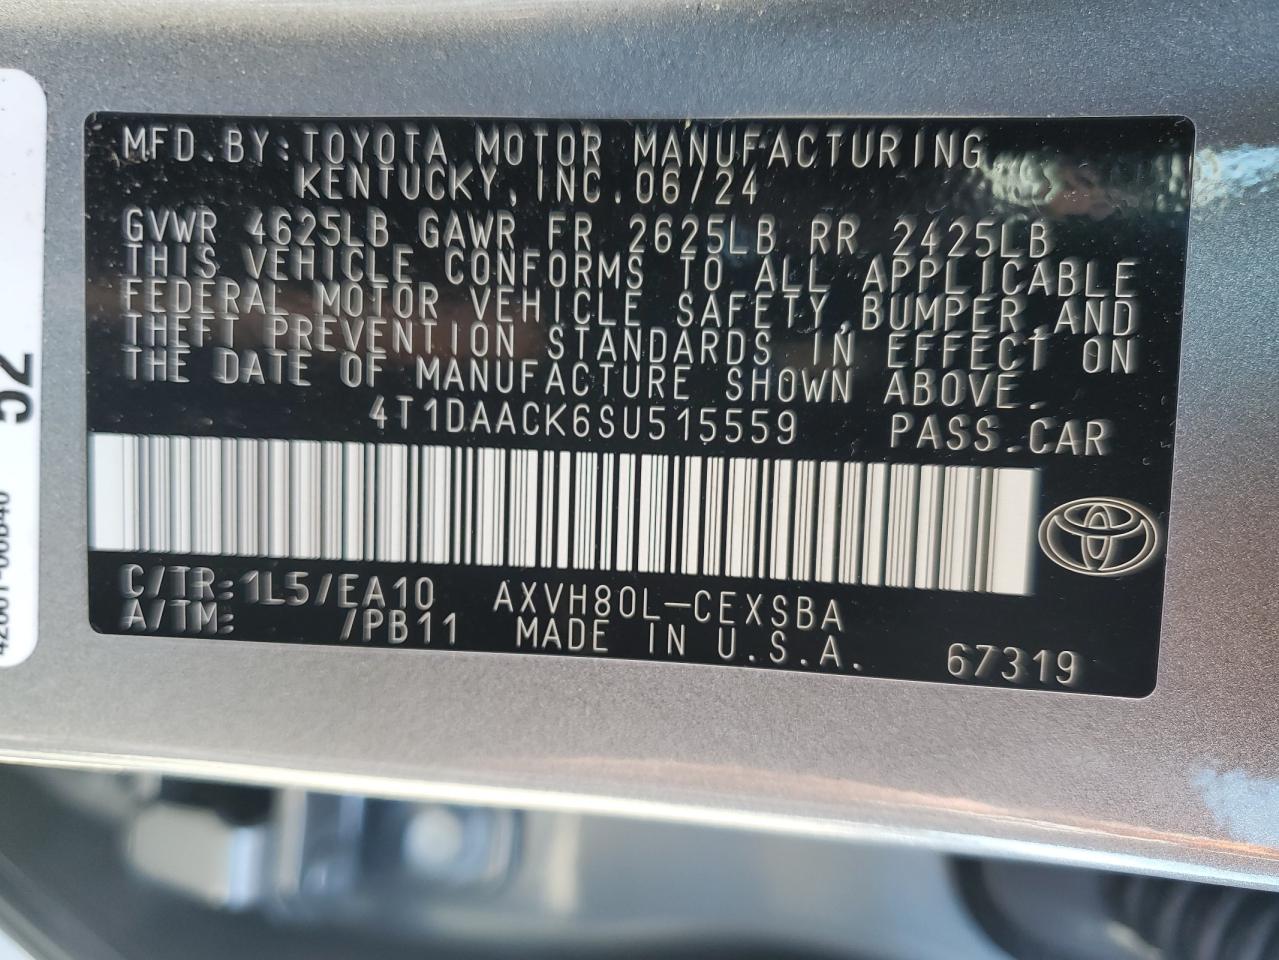 MFD.BY:TOYOTA MOTOR MANUFACTURING,
KENTUCKY,INC.06/24
GVWR 4625LB GAWR FR 2625LB RR 2425LB
THIS VEHICLE CONFORMS TO ALL APPLICABLE
FEDERAL MOTOR VEHICLE SAFETY,BUMPER,AND
THEFT PREVENTION STANDARDS IN EFFECT ON
THE DATE OF MANUFACTURE SHOWN ABOVE.
4T1DAACK6SU515559 PASS.CAR
C/TR:1L5/EA10 AXVH80L-CEXSBA
A/TM: /PB11 MADE IN U.S.A. 67319
52